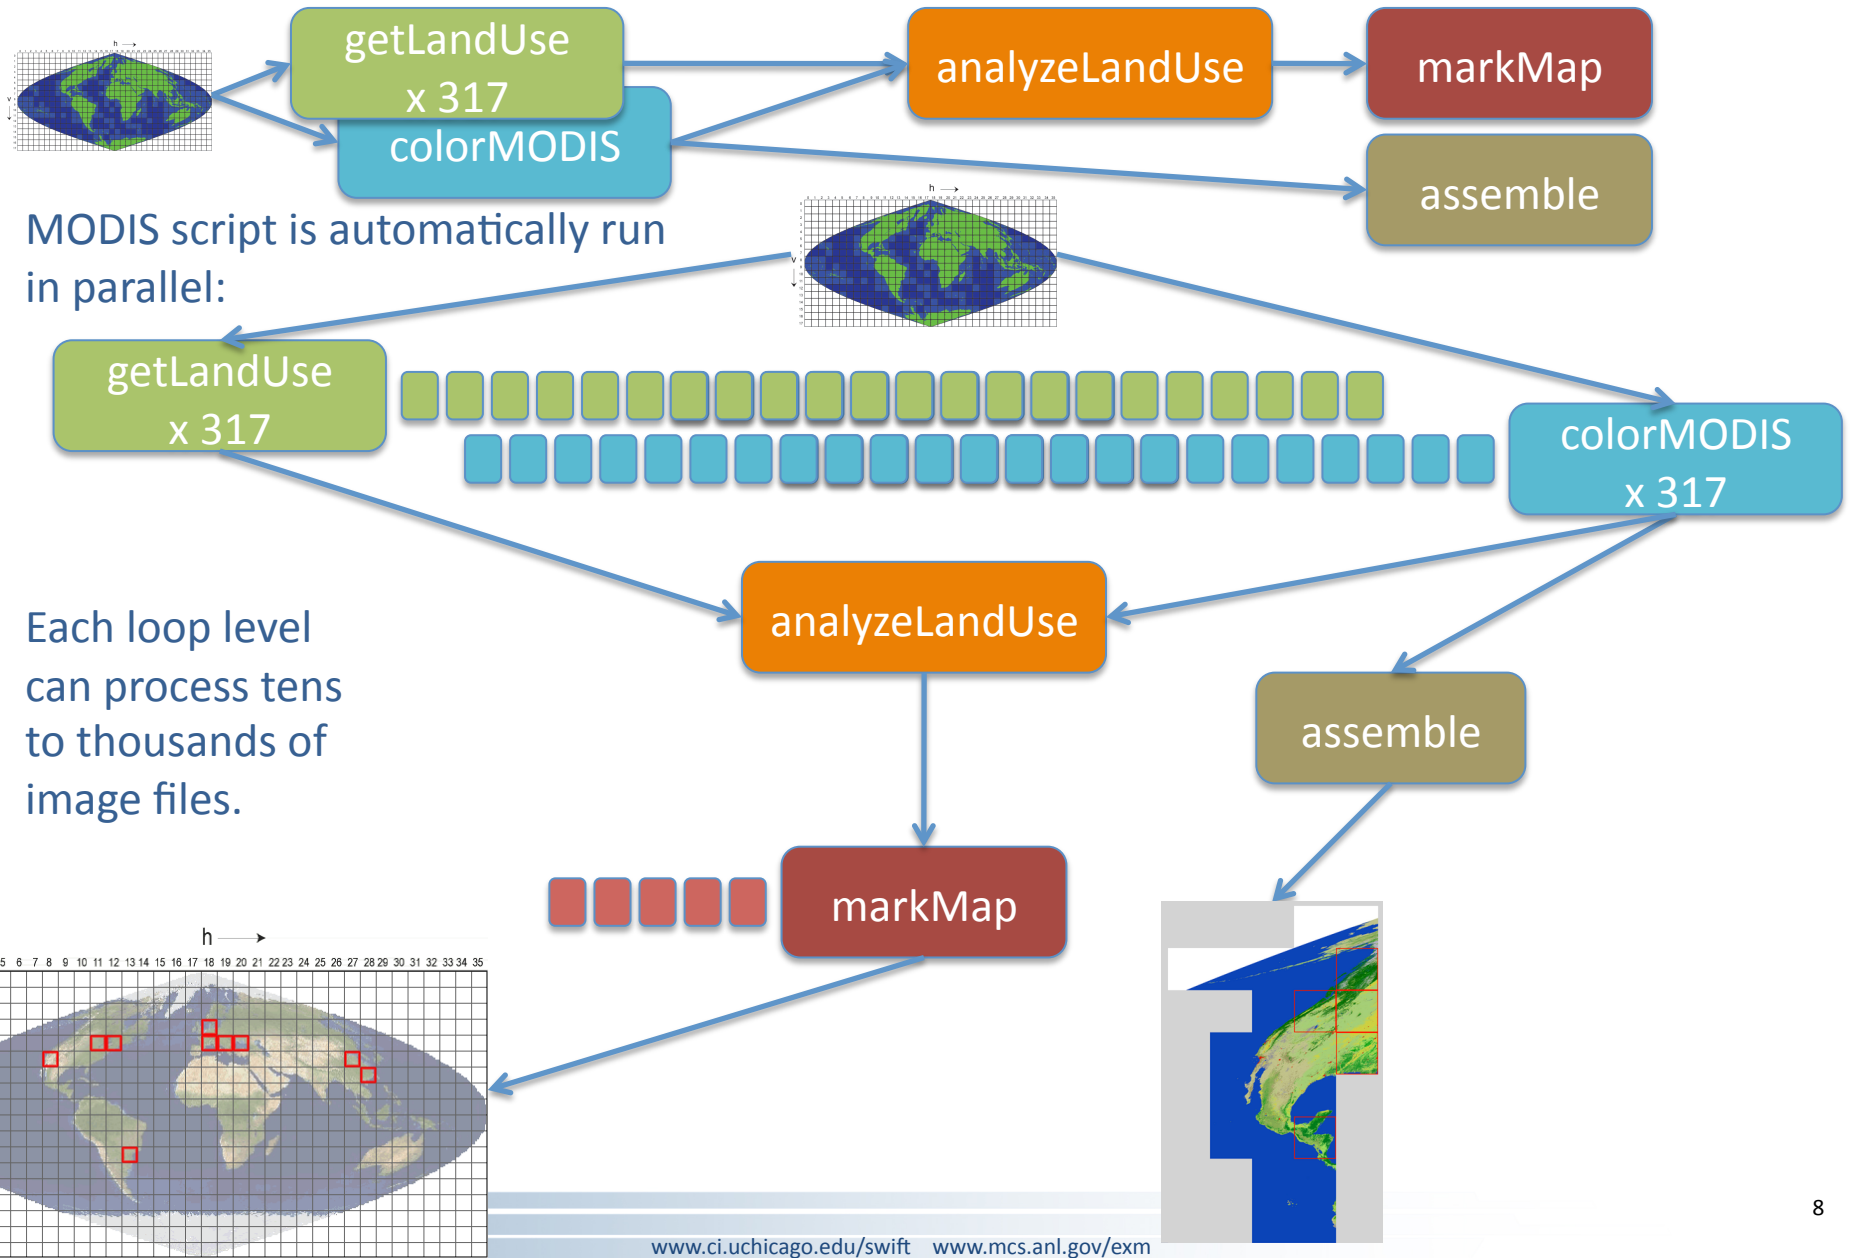 h
v
getLandUse
x 317
colorMODIS
analyzeLandUse
markMap
assemble
MODIS script is automatically run
in parallel:
h
v
getLandUse
x 317
colorMODIS
x 317
analyzeLandUse
Each loop level
can process tens
to thousands of
image files.
assemble
markMap
h
5 6 7 8 9 10 11 12 13 14 15 16 17 18 19 20 21 22 23 24 25 26 27 28 29 30 31 32 33 34 35
8
www.ci.uchicago.edu/swift www.mcs.anl.gov/exm